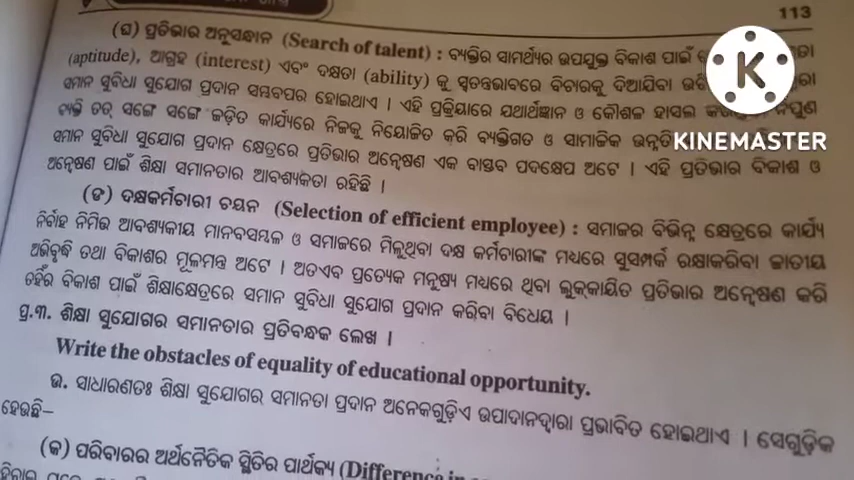 113
(ଘ) ପ୍ରତିଭାର ଅନୁସନ୍ଧାନ (Search of talent) : ବ୍ୟକ୍ତିର ସାମର୍ଥ୍ୟର ଉପଯୁକ୍ତ ବିକାଶ ପାଇଁ
(aptitude), ଆଗ୍ରହ (interest) ଏବଂ ଦକ୍ଷତା (ability) କୁ ସ୍ୱତନ୍ତ୍ରଭାବରେ ବିଚାରକୁ ଦିଆଯିବା
ସମାନ ସୁବିଧା ସୁଯୋଗ ପ୍ରଦାନ ସମ୍ଭବପର ହୋଇଥାଏ । ଏହି ପ୍ରକ୍ରିୟାରେ ଯଥାର୍ଥଜ୍ଞାନ ଓ କୌଶଳ ହାସଲ
ବ୍ୟକ୍ତି ତତ୍ ସଙ୍ଗେ ସଙ୍ଗେ ଜଡ଼ିତ କାର୍ଯ୍ୟରେ ନିଜକୁ ନିୟୋଜିତ କରି ବ୍ୟକ୍ତିଗତ ଓ ସାମାଜିକ
ସମାନ ସୁବିଧା ସୁଯୋଗ ପ୍ରଦାନ କ୍ଷେତ୍ରରେ ପ୍ରତିଭାର ଅନ୍ୱେଷଣ ଏକ ବାସ୍ତବ ପଦକ୍ଷେପ ଅଟେ । ଏହି ପ୍ରତିଭାର ବିକାଶ ଓ
ଅନ୍ୱେଷଣ ପାଇଁ ଶିକ୍ଷା ସମାନତାର ଆବଶ୍ୟକତା ରହିଛି ।
(ଙ) ଦକ୍ଷକର୍ମଚାରୀ ଚୟନ (Selection of efficient employee) : ସମାଜର ବିଭିନ୍ନ କ୍ଷେତ୍ରରେ କାର୍ଯ୍ୟ
ନିର୍ବାହ ନିମିତ୍ତ ଆବଶ୍ୟକୀୟ ମାନବସମ୍ବଳ ଓ ସମାଜରେ ମିଳୁଥିବା ଦକ୍ଷ କର୍ମଚାରୀଙ୍କ ମଧ୍ୟରେ ସୁସମ୍ପର୍କ ରକ୍ଷାକରିବା ଜାତୀୟ
ଅଭିବୃଦ୍ଧି ତଥା ବିକାଶର ମୂଳମନ୍ତ୍ର ଅଟେ । ଅତଏବ ପ୍ରତ୍ୟେକ ମନୁଷ୍ୟ ମଧ୍ୟରେ ଥିବା ଲୁକ୍କାୟିତ ପ୍ରତିଭାର ଅନ୍ୱେଷଣ କରି
ତହିଁର ବିକାଶ ପାଇଁ ଶିକ୍ଷାକ୍ଷେତ୍ରରେ ସମାନ ସୁବିଧା ସୁଯୋଗ ପ୍ରଦାନ କରିବା ବିଧେୟ ।
ପ୍ର.୩. ଶିକ୍ଷା ସୁଯୋଗର ସମାନତାର ପ୍ରତିବନ୍ଧକ ଲେଖ ।
Write the obstacles of equality of educational opportunity.
ଉ. ସାଧାରଣତଃ ଶିକ୍ଷା ସୁଯୋଗର ସମାନତା ପ୍ରଦାନ ଅନେକଗୁଡ଼ିଏ ଉପାଦାନଦ୍ୱାରା ପ୍ରଭାବିତ ହୋଇଥାଏ । ସେଗୁଡ଼ିକ
ହେଉଛି–
(କ) ପରିବାରର ଅର୍ଥନୈତିକ ସ୍ଥିତିର ପାର୍ଥକ୍ୟ (Difference in
K
KINEMASTER